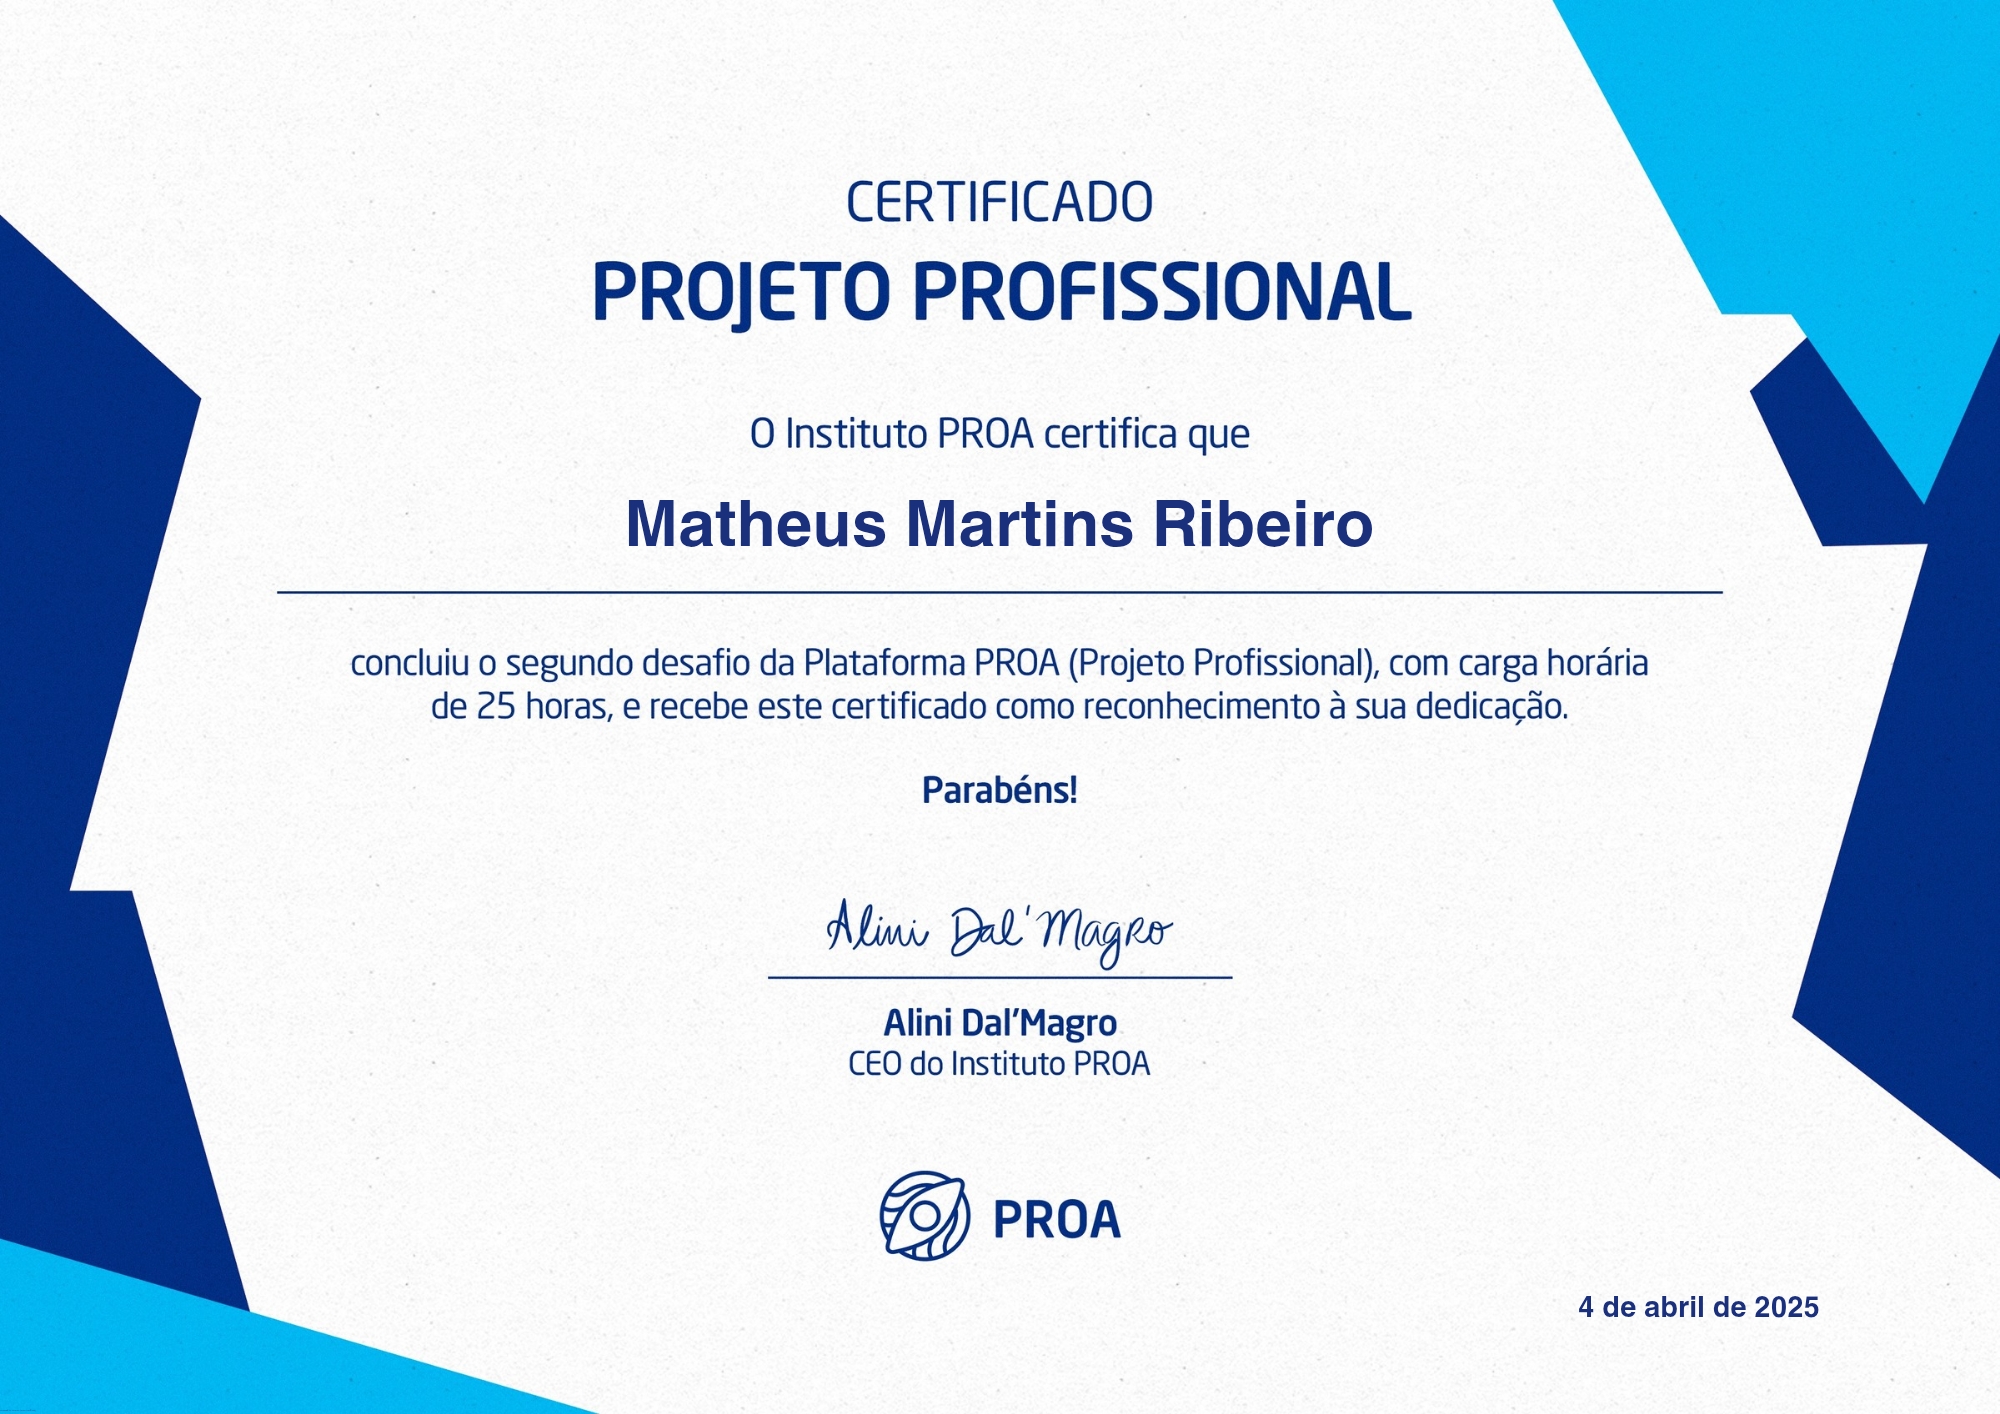 CERTIFICADO
PROJETO PROFISSIONAL
O Instituto PROA certifica que
Matheus Martins Ribeiro
concluiu o segundo desafio da Plataforma PROA (Projeto Profissional), com carga horária
de 25 horas, e recebe este certificado como reconhecimento à sua dedicação.
Parabéns!
Alini Dal'Magro
Alini Dal’Magro
CEO do Instituto PROA
PROA
4 de abril de 2025